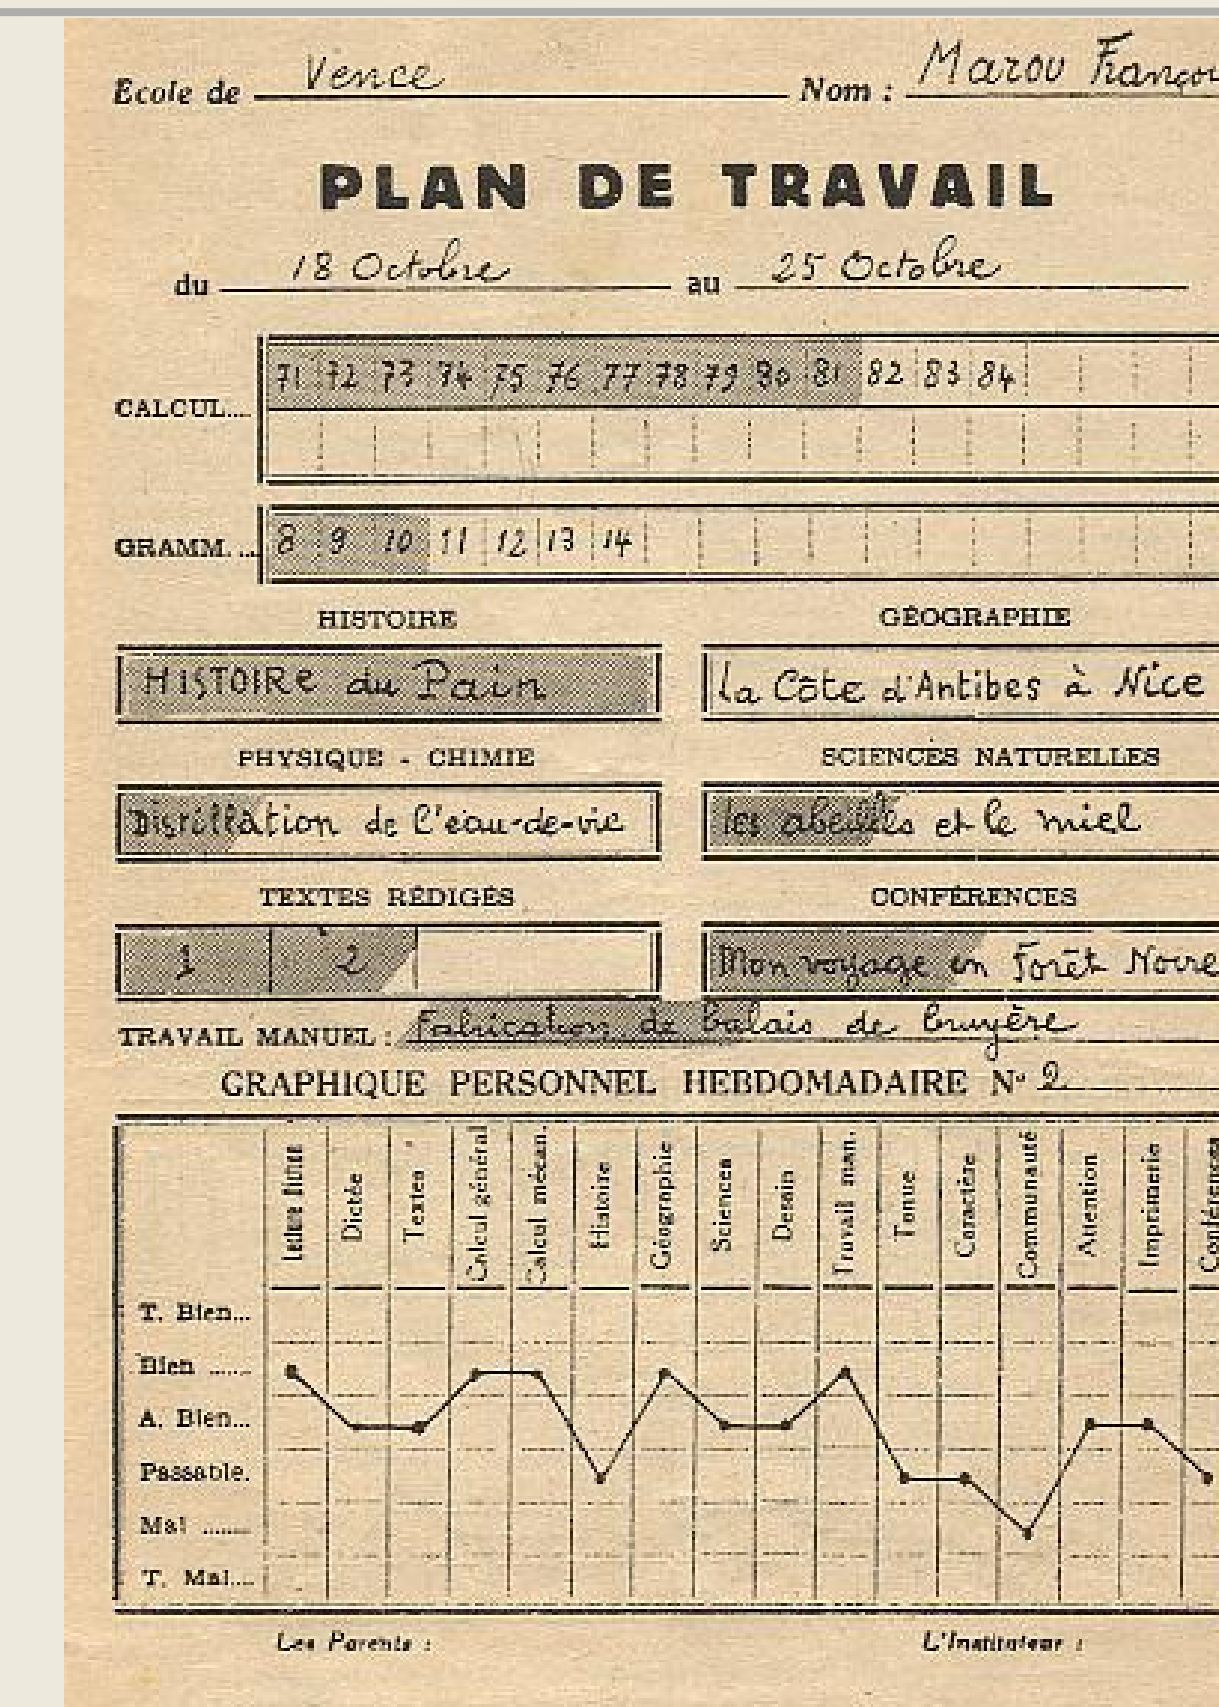 Ecole de Vence Nom : Marov Françoi
PLAN DE TRAVAIL
du 18 Octobre au 25 Octobre
CALCUL.... 71 72 73 74 75 76 77 78 79 80 81 82 83 84
GRAMM. ... 8 9 10 11 12 13 14
HISTOIRE GÉOGRAPHIE
HISTOIRE du Pain la Côte d'Antibes à Nice
PHYSIQUE - CHIMIE SCIENCES NATURELLES
Distillation de l'eau-de-vie les abeilles et le miel
TEXTES RÉDIGÉS CONFÉRENCES
1 2 Mon voyage en Forêt Noire
TRAVAIL MANUEL : Fabrication de balais de bruyère
GRAPHIQUE PERSONNEL HEBDOMADAIRE N° 2
Dictée Textes Calcul général Calcul mécan. Histoire Géographie Sciences Dessin Travail man. Tenue Caractère Communauté Attention Imprimerie Conférences
T. Bien...
Bien .......
A. Bien...
Passable.
Mal .......
T. Mal....
Les Parents : L'Instituteur :